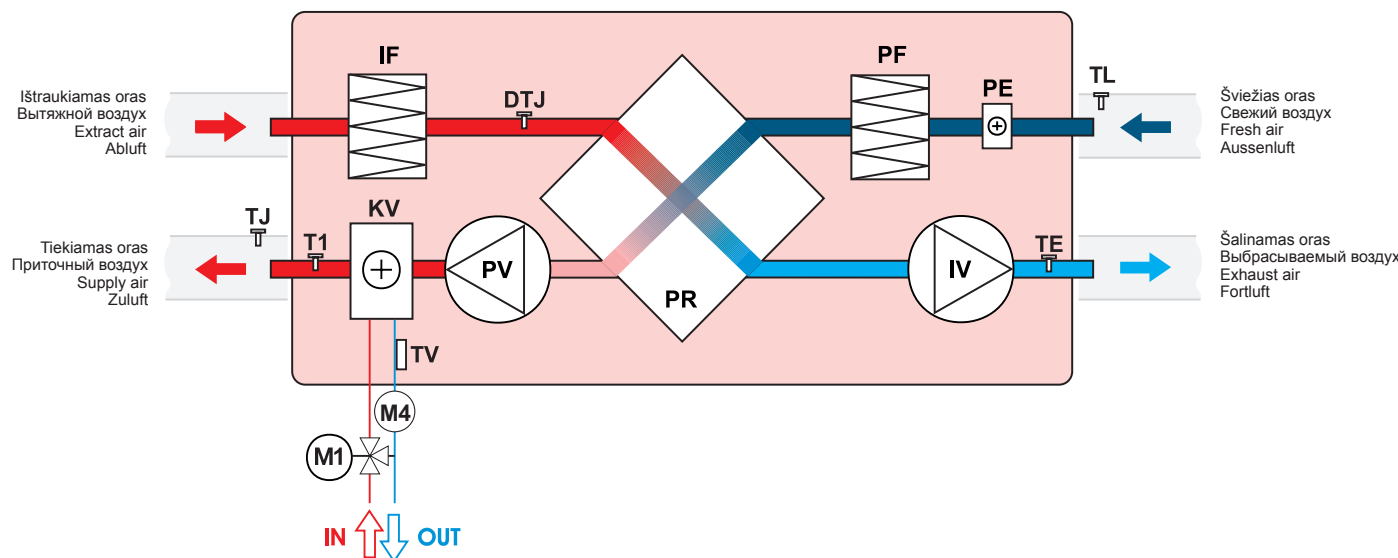 IF
PF
PE
TL
DTJ
Ištraukiamas oras
Вытяжной воздух
Extract air
Abluft
Šviežias oras
Свежий воздух
Fresh air
Aussenluft
TJ
T1
KV
PV
PR
IV
TE
Tiekiamas oras
Приточный воздух
Supply air
Zuluft
Šalinamas oras
Выбрасываемый воздух
Exhaust air
Fortluft
TV
M4
M1
IN
OUT